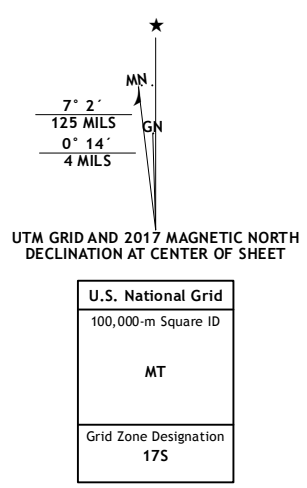 MN
7° 2´
125 MILS
GN
0° 14´
4 MILS
UTM GRID AND 2017 MAGNETIC NORTH
DECLINATION AT CENTER OF SHEET
U.S. National Grid
100,000-m Square ID
MT
Grid Zone Designation
17S